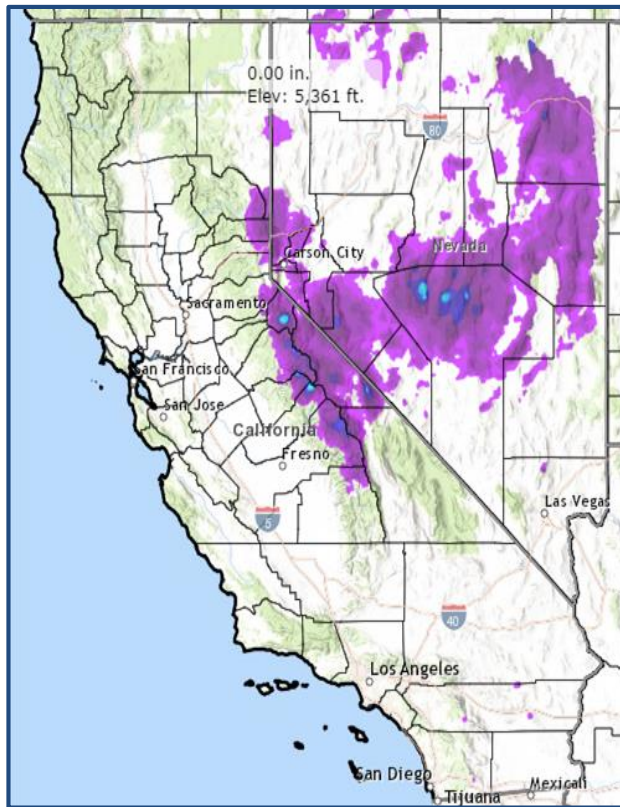 0.00 in.
Elev: 5,361 ft.
80
Nevada
Carson City
Sacramento
San Francisco
San Jose
California
Fresno
5
Las Vegas
40
Los Angeles
San Diego
Tijuana
Mexicali